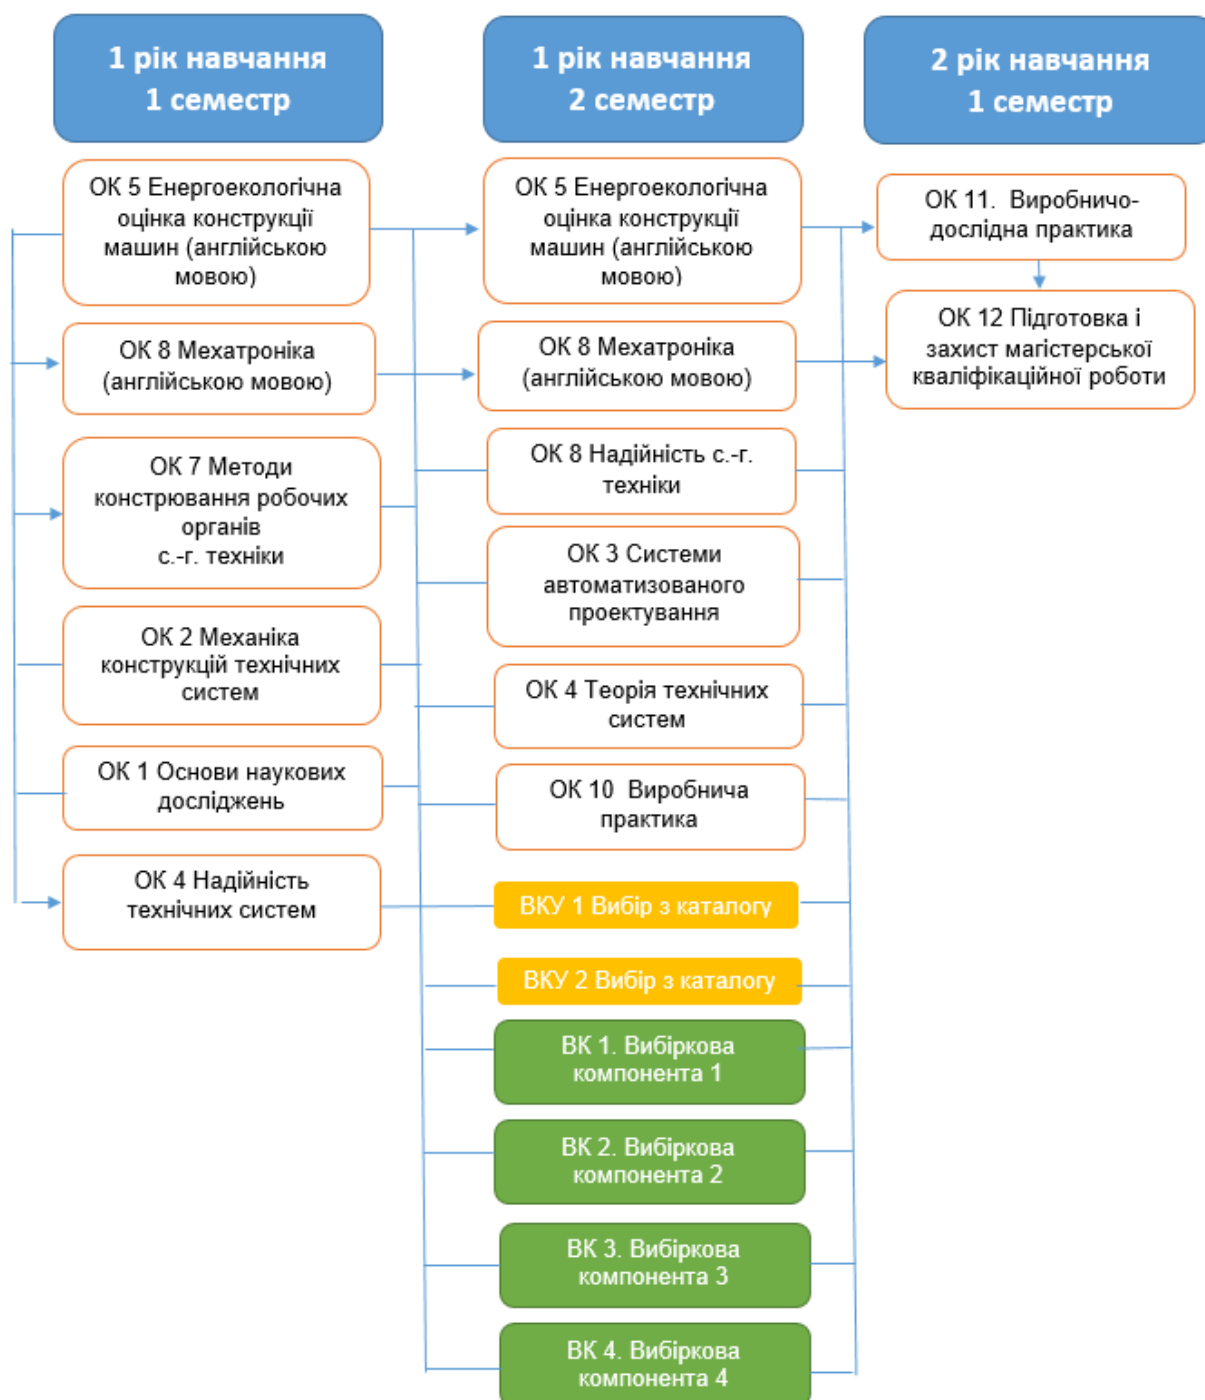 1 рік навчання
1 семестр
ОК 5 Енергоекологічна
оцінка конструкції
машин (англійською
мовою)
ОК 8 Мехатроніка
(англійською мовою)
ОК 7 Методи
констрювання робочих
органів
с.-г. техніки
ОК 2 Механіка
конструкцій технічних
систем
ОК 1 Основи наукових
досліджень
ОК 4 Надійність
технічних систем
1 рік навчання
2 семестр
ОК 5 Енергоекологічна
оцінка конструкції
машин (англійською
мовою)
ОК 8 Мехатроніка
(англійською мовою)
ОК 8 Надійність с.-г.
техніки
ОК 3 Системи
автоматизованого
проектування
ОК 4 Теорія технічних
систем
ОК 10 Виробнича
практика
ВКУ 1 Вибір з каталогу
ВКУ 2 Вибір з каталогу
ВК 1. Вибіркова
компонента 1
ВК 2. Вибіркова
компонента 2
ВК 3. Вибіркова
компонента 3
ВК 4. Вибіркова
компонента 4
2 рік навчання
1 семестр
ОК 11. Виробничо-
дослідна практика
ОК 12 Підготовка і
захист магістерської
кваліфікаційної роботи